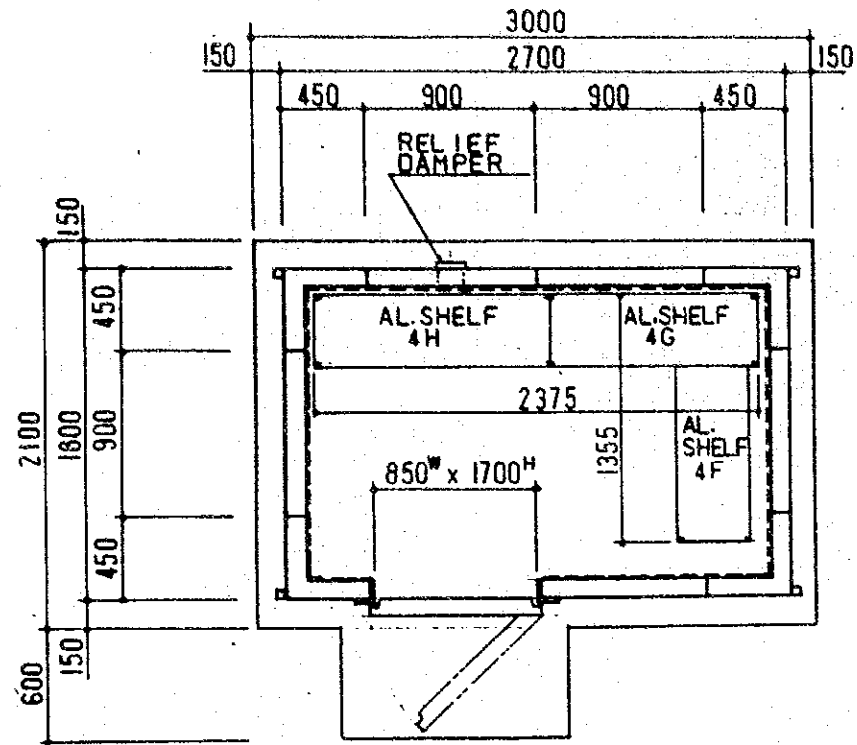 3000
150 2700 150
450 900 900 450
RELIEF
DAMPER
150
450
2100
1800
900
450
150
600
AL.SHELF
4H
AL.SHELF
4G
2375
AL.
SHELF
4F
1355
850W x 1700H